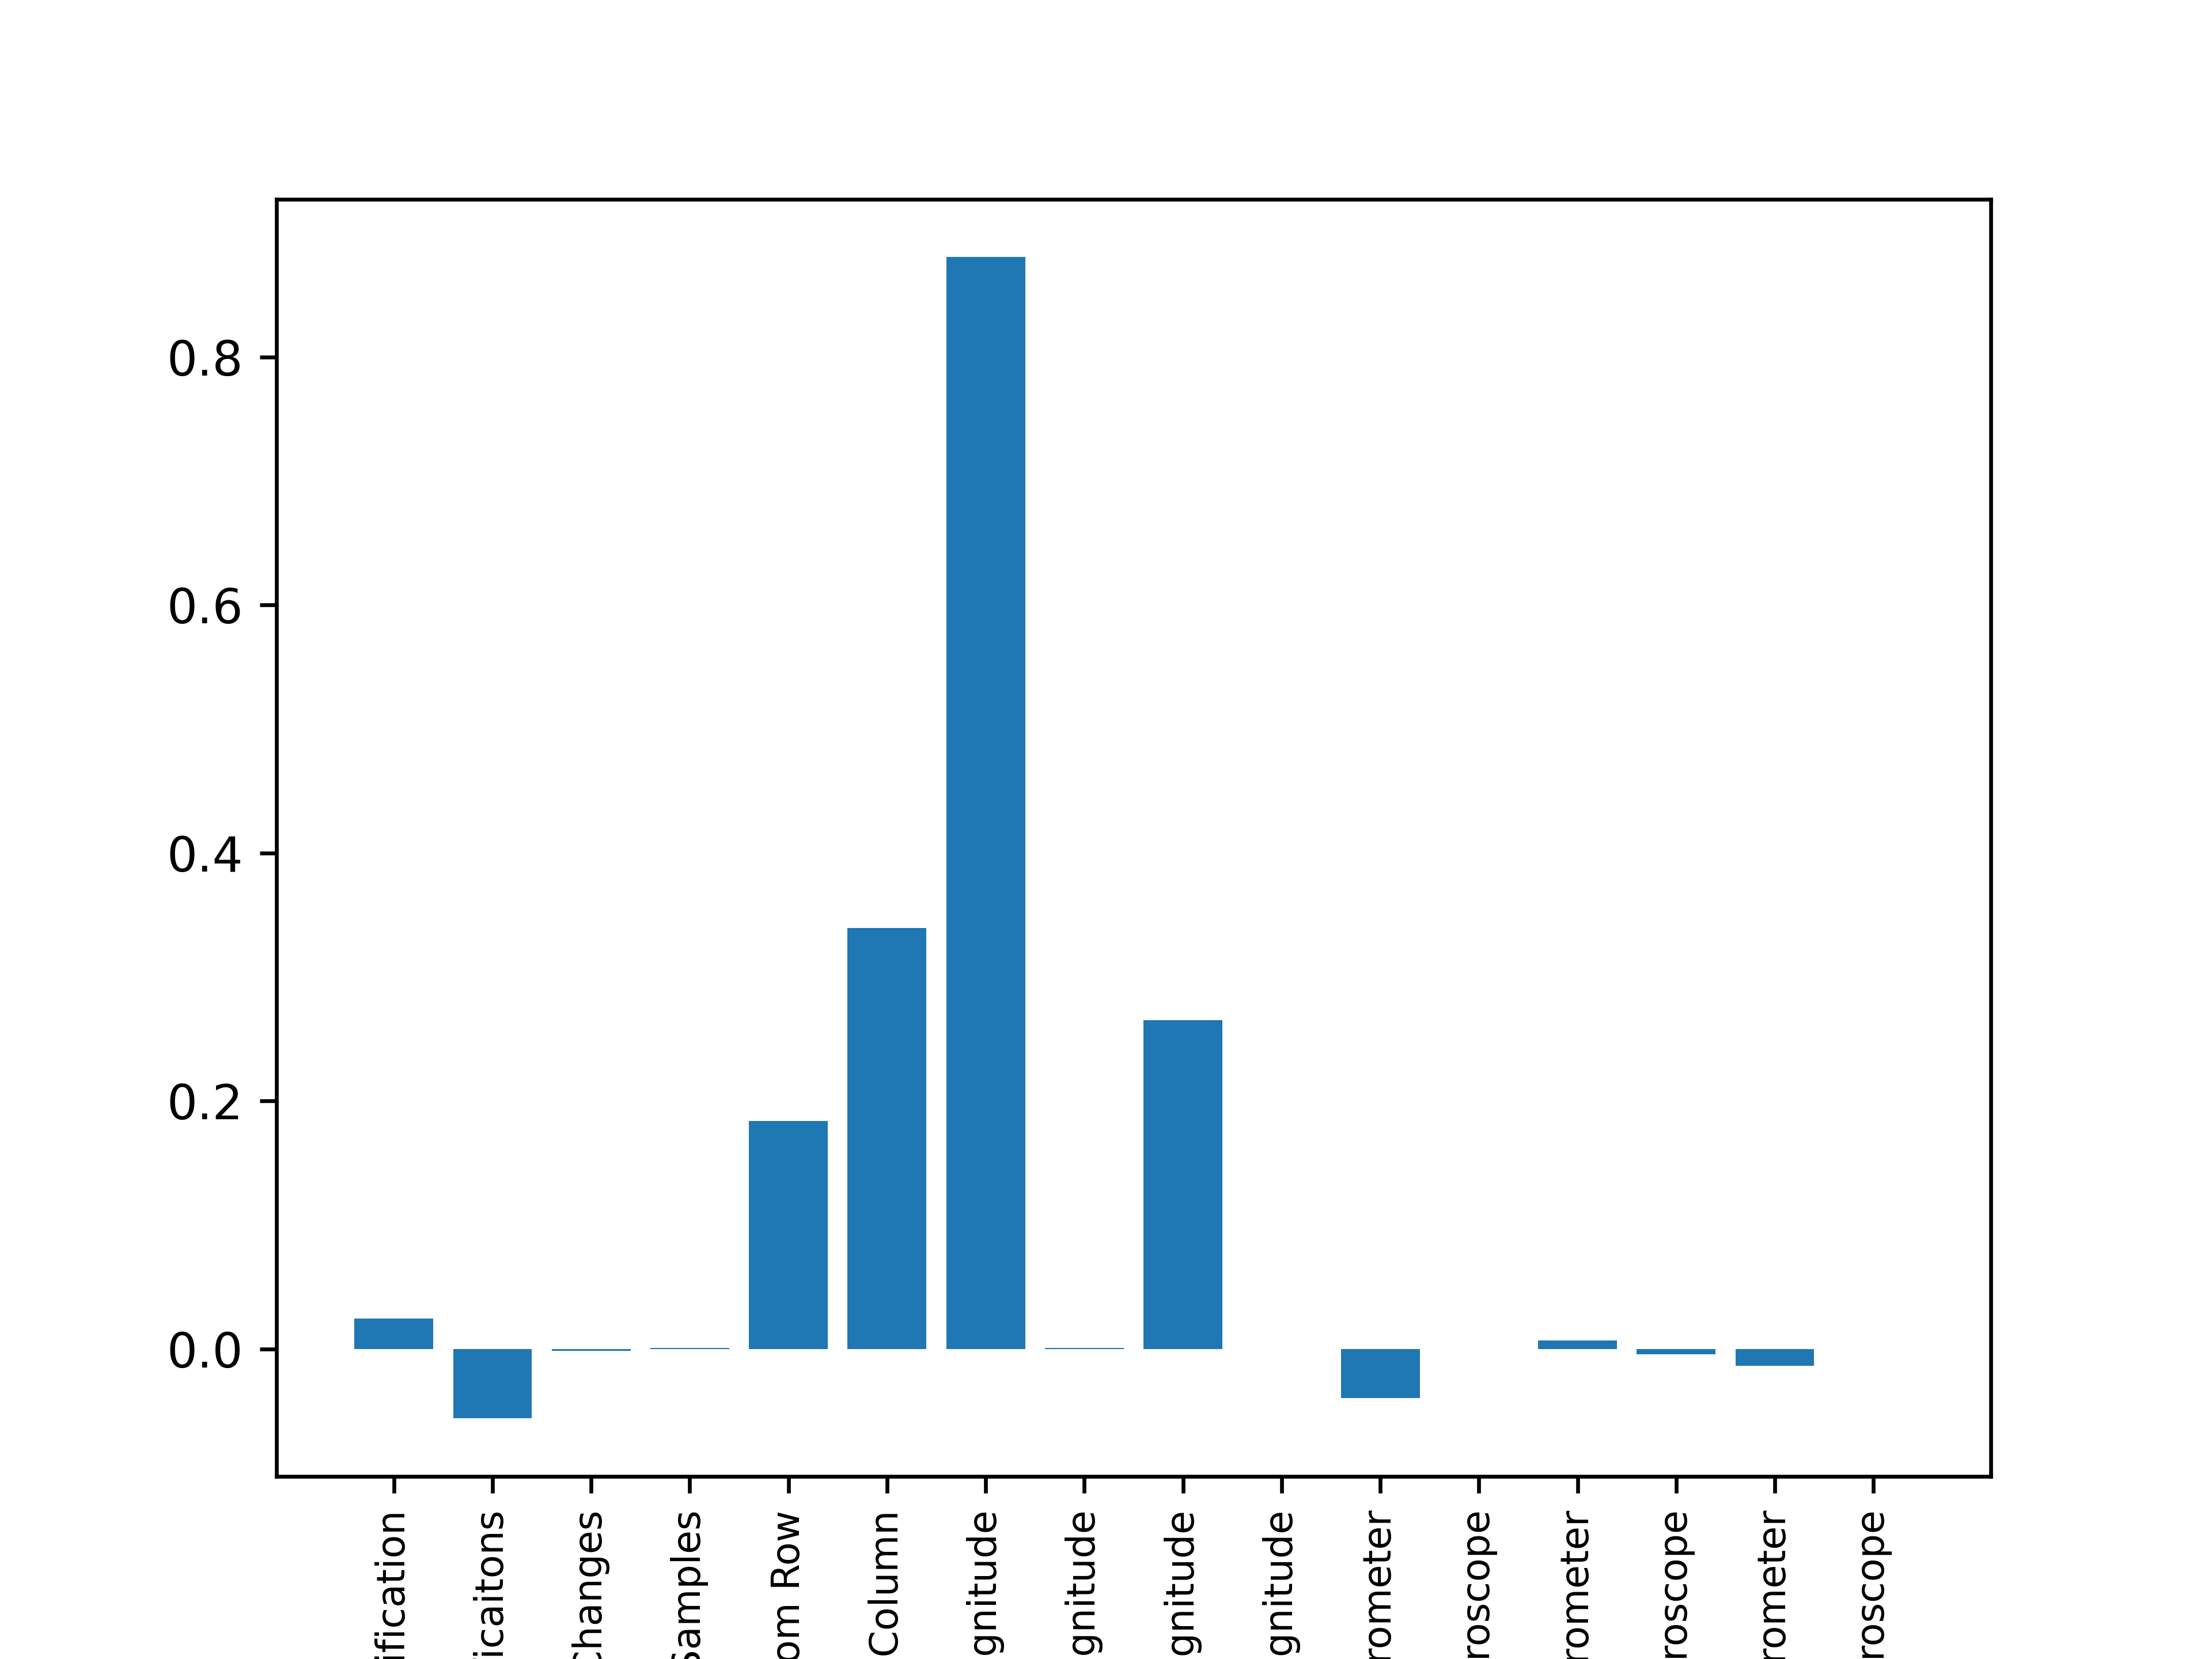 0.8
0.6
0.4
0.2
0.0
ification
icaitons
Changes
Samples
om Row
Column
gnitude
gnitude
gnitude
gnitude
rometer
roscope
rometer
roscope
rometer
roscope